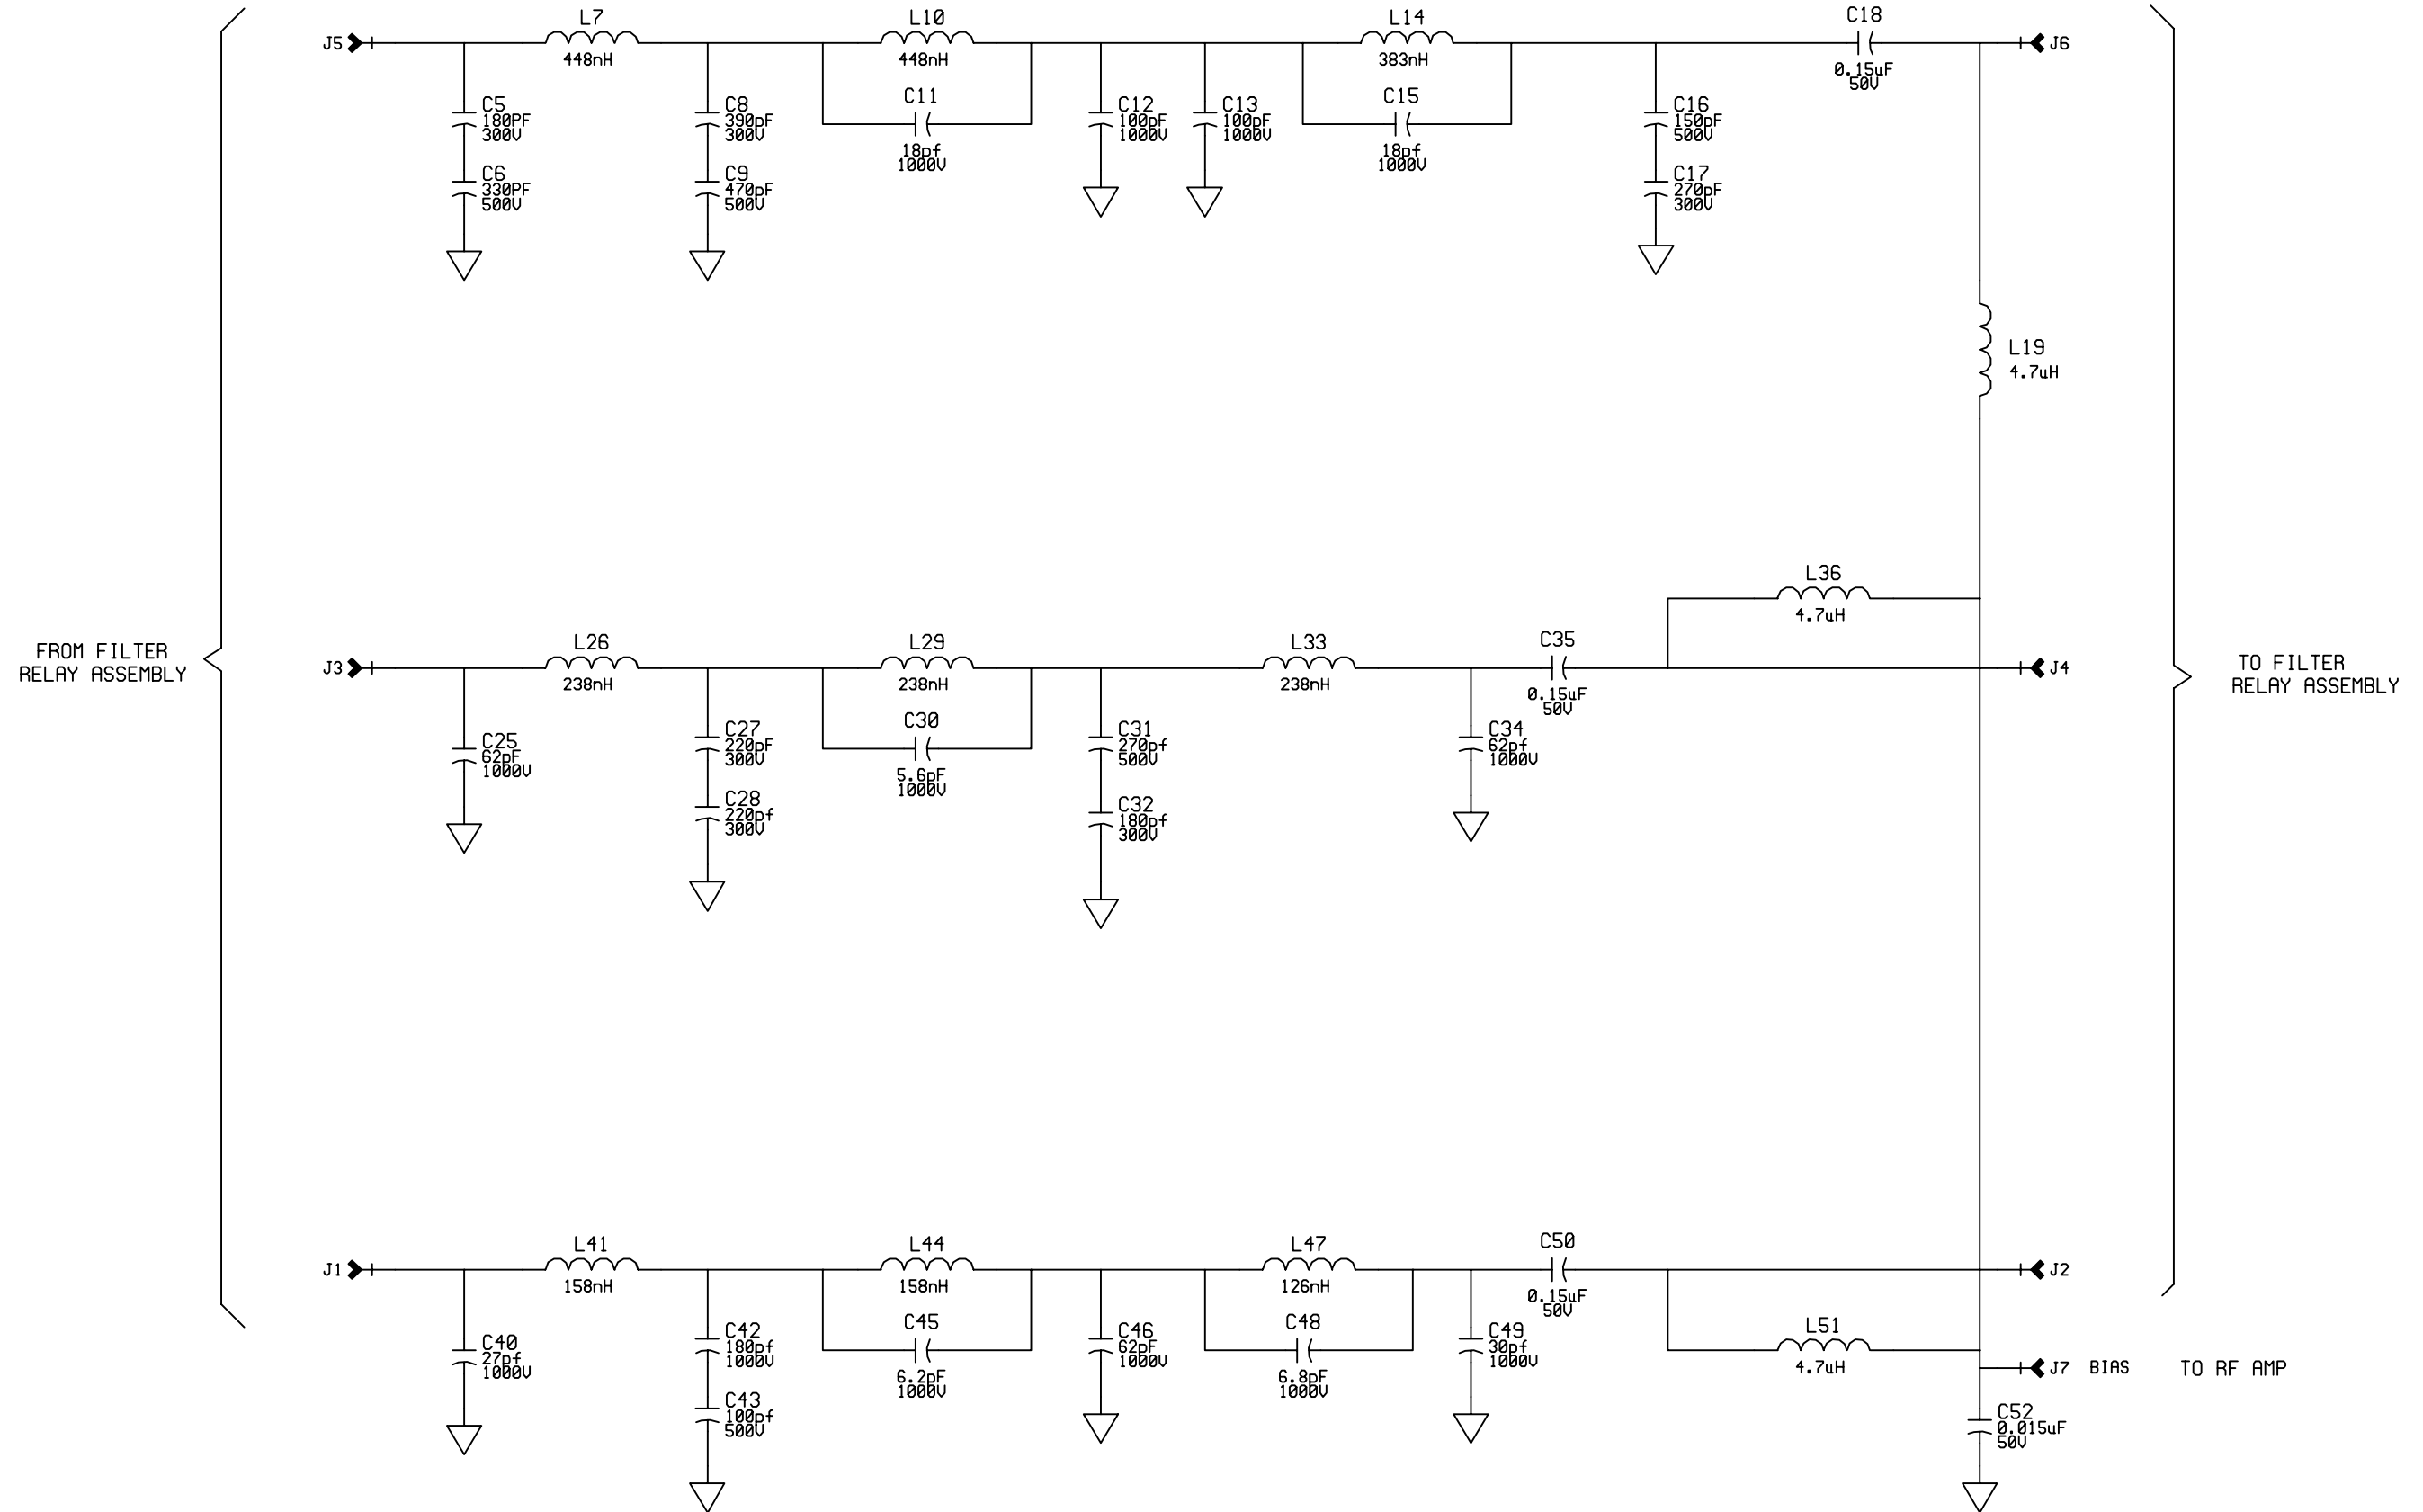 L7
L10
L14
C18
J5
J6
448nH
448nH
383nH
0.15uF
50V
C5
180PF
300V
C8
390pF
300V
C11
C12
100pF
1000V
C13
100pF
1000V
C15
C16
150pF
500V
18pf
1000V
18pf
1000V
C6
330PF
500V
C9
470pF
500V
C17
270pF
300V
L19
4.7uH
L36
4.7uH
FROM FILTER
RELAY ASSEMBLY
L26
L29
L33
C35
J3
J4
238nH
238nH
238nH
0.15uF
50V
TO FILTER
RELAY ASSEMBLY
C25
62pF
1000V
C27
220pF
300V
C30
C31
270pf
500V
C34
62pf
1000V
5.6pF
1000V
C28
220pf
300V
C32
180pf
300V
L41
L44
L47
C50
J1
J2
158nH
158nH
126nH
0.15uF
50V
C40
27pf
1000V
C42
180pf
1000V
C45
C46
62pF
1000V
C48
C49
30pf
1000V
L51
4.7uH
6.2pF
1000V
6.8pF
1000V
J7 BIAS TO RF AMP
C43
100pf
500V
C52
0.015uF
50V